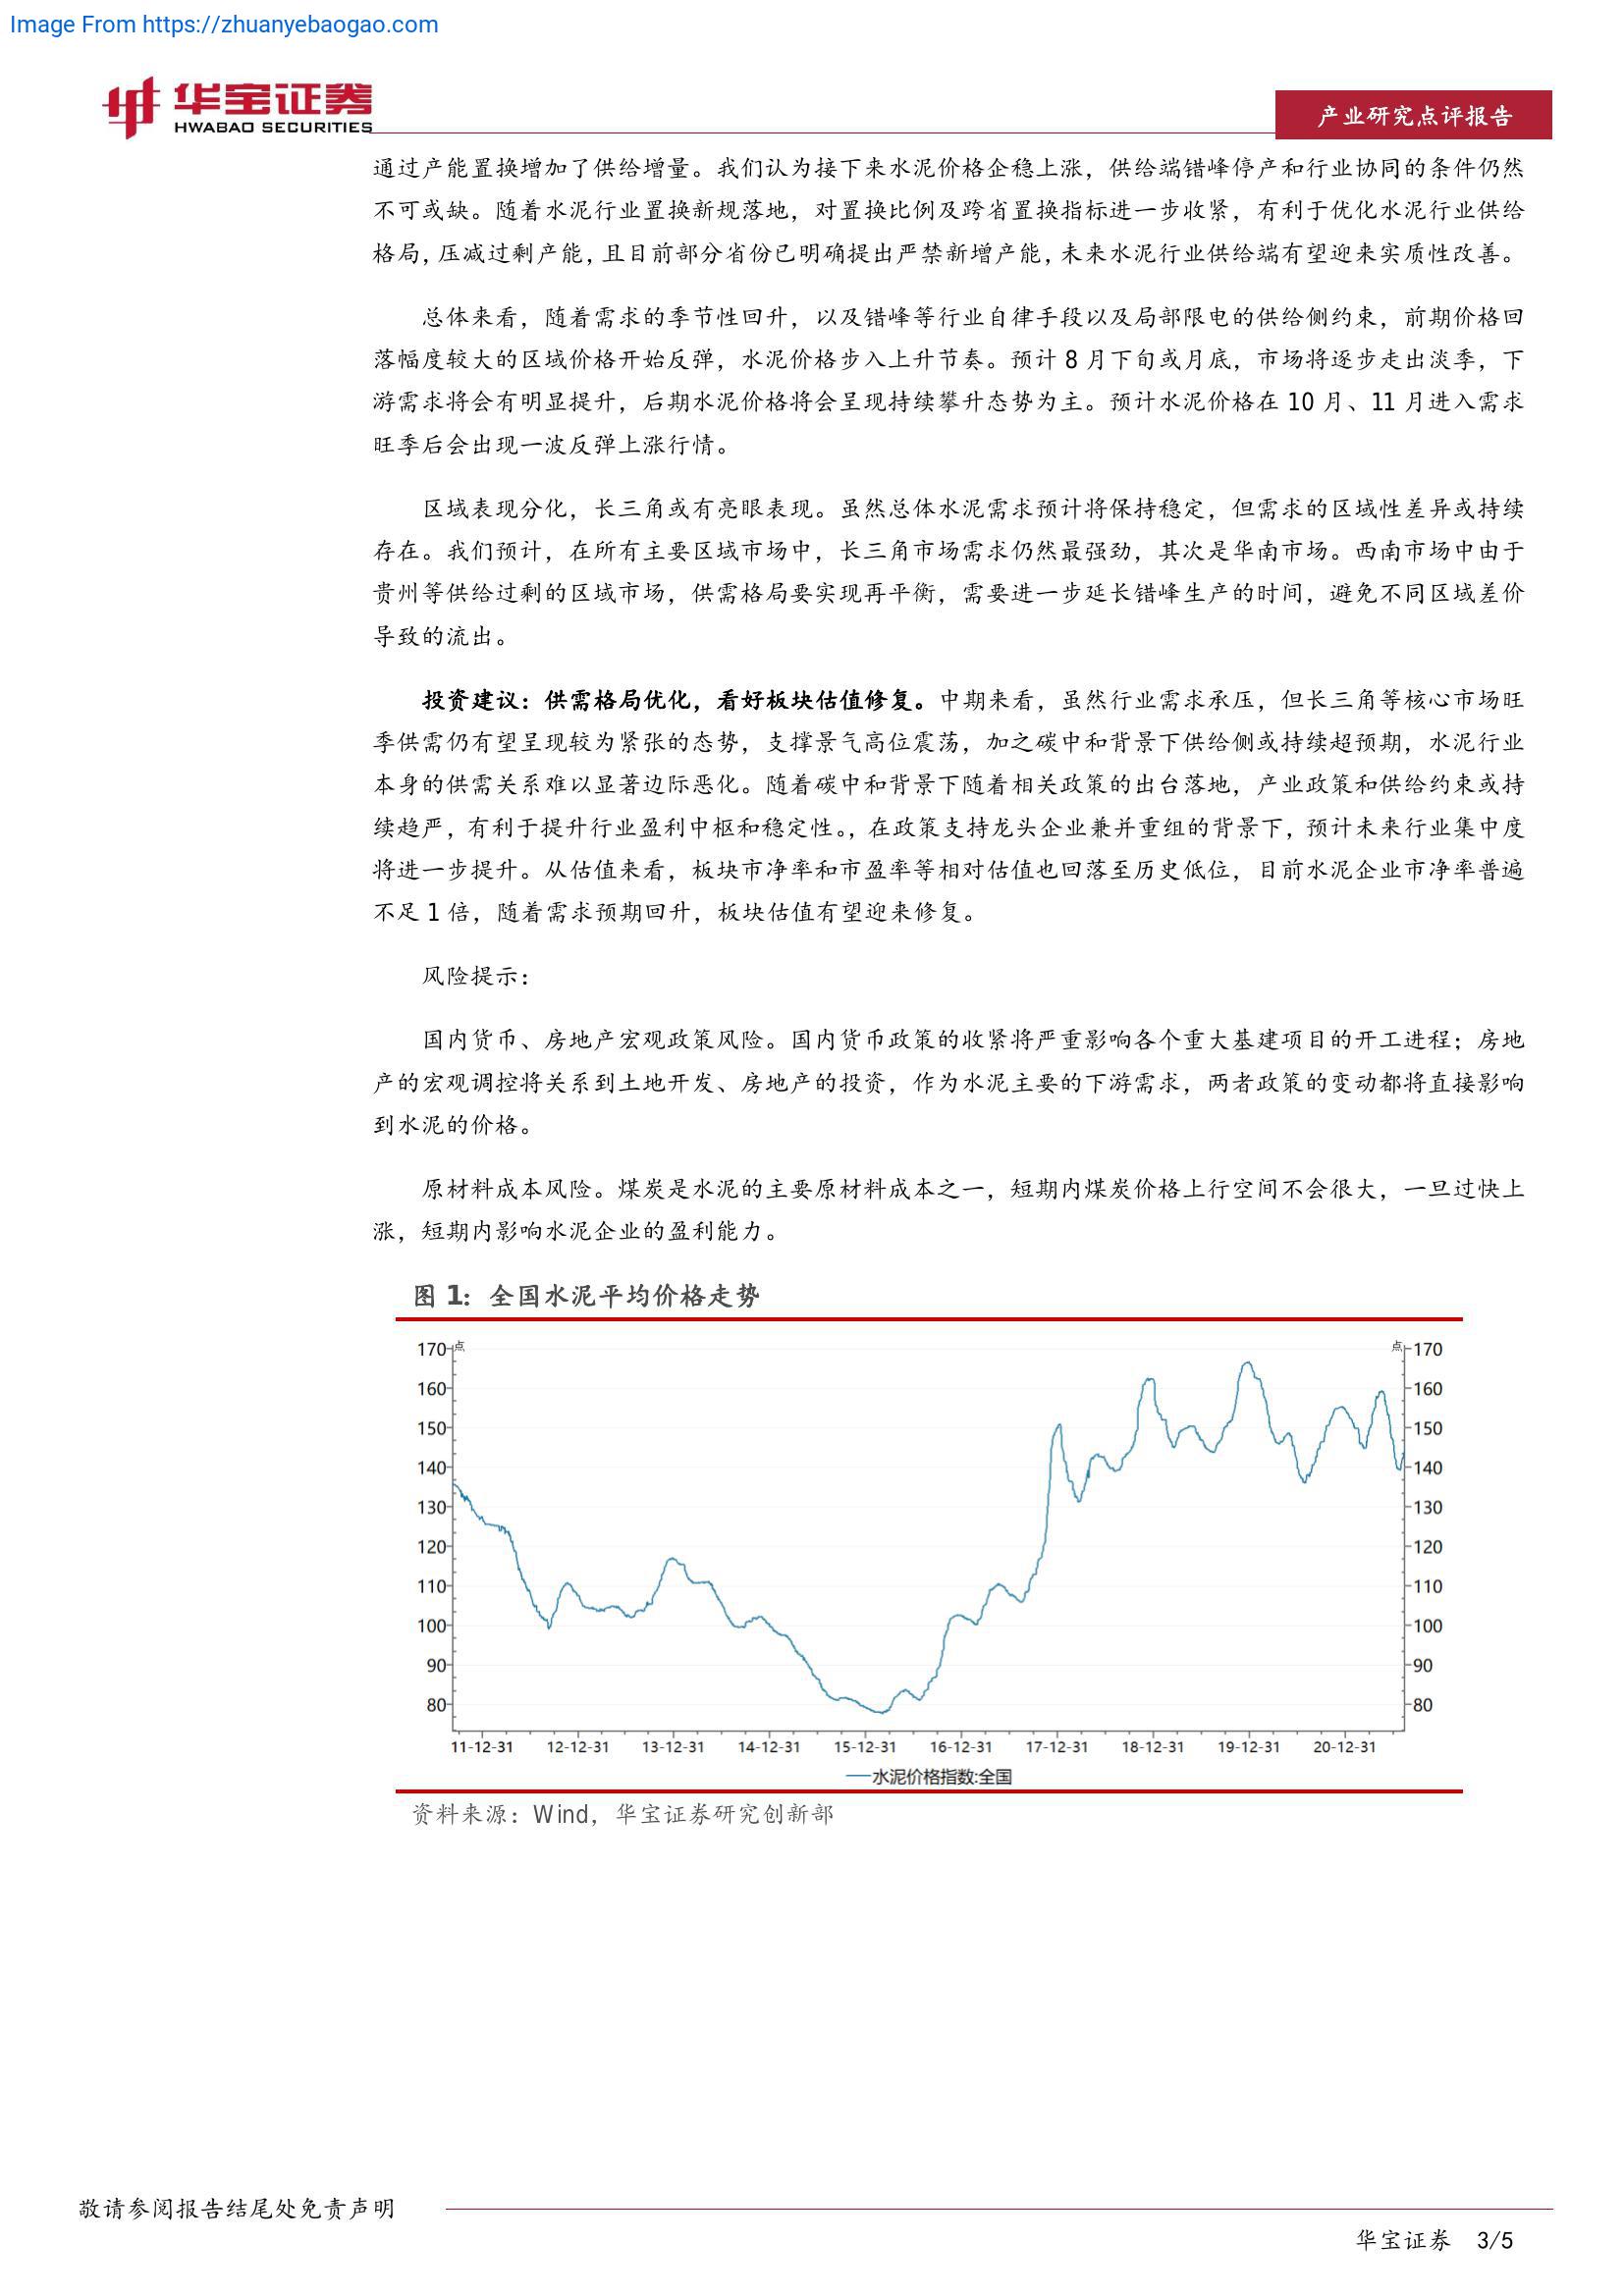 Image From https://zhuanyebaogao.com
华宝证券
HWABAO SECURITIES
产业研究点评报告
通过产能置换增加了供给增量。我们认为接下来水泥价格企稳上涨，供给端错峰停产和行业协同的条件仍然
不可或缺。随着水泥行业置换新规落地，对置换比例及跨省置换指标进一步收紧，有利于优化水泥行业供给
格局，压减过剩产能，且目前部分省份已明确提出严禁新增产能，未来水泥行业供给端有望迎来实质性改善。
总体来看，随着需求的季节性回升，以及错峰等行业自律手段以及局部限电的供给侧约束，前期价格回
落幅度较大的区域价格开始反弹，水泥价格步入上升节奏。预计 8 月下旬或月底，市场将逐步走出淡季，下
游需求将会有明显提升，后期水泥价格将会呈现持续攀升态势为主。预计水泥价格在 10 月、11 月进入需求
旺季后会出现一波反弹上涨行情。
区域表现分化，长三角或有亮眼表现。虽然总体水泥需求预计将保持稳定，但需求的区域性差异或持续
存在。我们预计，在所有主要区域市场中，长三角市场需求仍然最强劲，其次是华南市场。西南市场中由于
贵州等供给过剩的区域市场，供需格局要实现再平衡，需要进一步延长错峰生产的时间，避免不同区域差价
导致的流出。
投资建议：供需格局优化，看好板块估值修复。中期来看，虽然行业需求承压，但长三角等核心市场旺
季供需仍有望呈现较为紧张的态势，支撑景气高位震荡，加之碳中和背景下供给侧或持续超预期，水泥行业
本身的供需关系难以显著边际恶化。随着碳中和背景下随着相关政策的出台落地，产业政策和供给约束或持
续趋严，有利于提升行业盈利中枢和稳定性。，在政策支持龙头企业兼并重组的背景下，预计未来行业集中度
将进一步提升。从估值来看，板块市净率和市盈率等相对估值也回落至历史低位，目前水泥企业市净率普遍
不足 1 倍，随着需求预期回升，板块估值有望迎来修复。
风险提示：
国内货币、房地产宏观政策风险。国内货币政策的收紧将严重影响各个重大基建项目的开工进程；房地
产的宏观调控将关系到土地开发、房地产的投资，作为水泥主要的下游需求，两者政策的变动都将直接影响
到水泥的价格。
原材料成本风险。煤炭是水泥的主要原材料成本之一，短期内煤炭价格上行空间不会很大，一旦过快上
涨，短期内影响水泥企业的盈利能力。
图 1：全国水泥平均价格走势
170 点 点 170
160 160
150 150
140 140
130 130
120 120
110 110
100 100
90 90
80 80
11-12-31 12-12-31 13-12-31 14-12-31 15-12-31 16-12-31 17-12-31 18-12-31 19-12-31 20-12-31
水泥价格指数:全国
资料来源：Wind，华宝证券研究创新部
敬请参阅报告结尾处免责声明
华宝证券 3/5